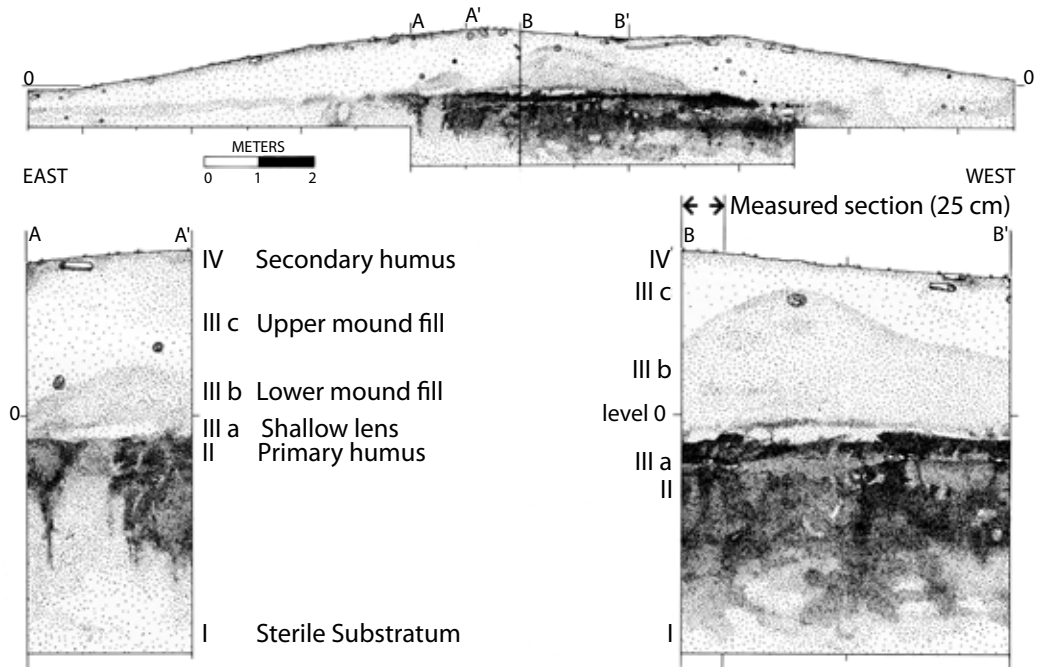 A A' B B'
0 0
METERS
0 1 2
EAST WEST
Measured section (25 cm)
A A'
IV Secondary humus
III c Upper mound fill
III b Lower mound fill
0
III a Shallow lens
II Primary humus
I Sterile Substratum
B B'
IV
III c
III b
level 0
III a
II
I